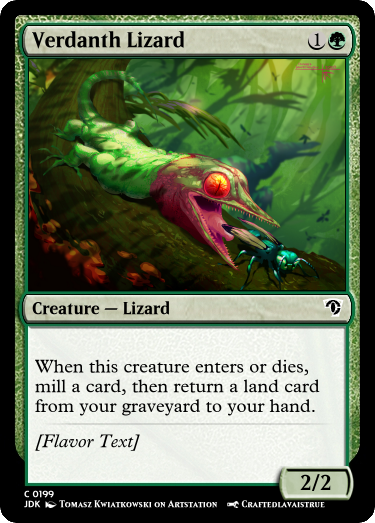 Verdanth Lizard 1
Creature — Lizard
When this creature enters or dies,
mill a card, then return a land card
from your graveyard to your hand.
[Flavor Text]
2/2
C 0199
JDK Tomasz Kwiatkowski on Artstation Craftedlavaistrue